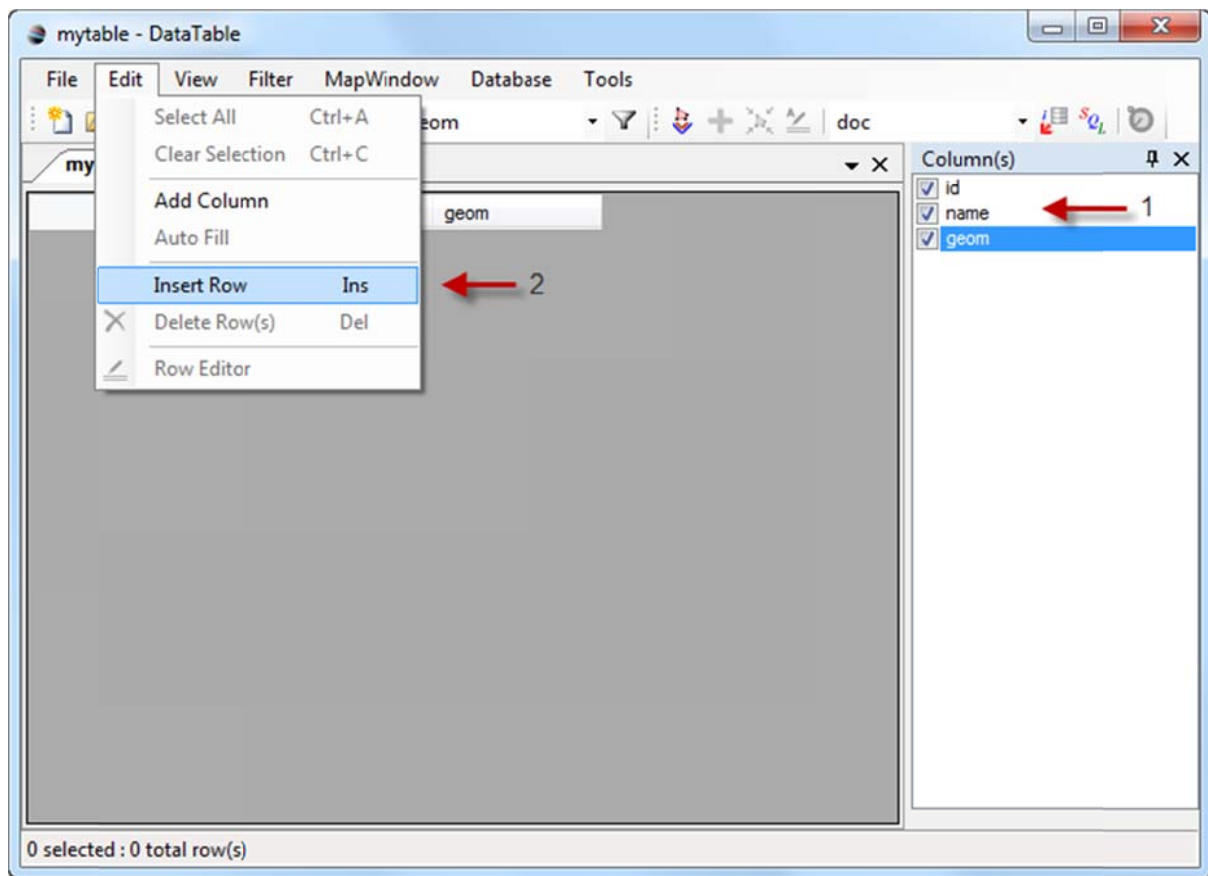 mytable - DataTable
File Edit View Filter MapWindow Database Tools
eom doc SQL
my
Column(s)
Select All Ctrl+A
Clear Selection Ctrl+C
Add Column
Auto Fill
Insert Row Ins
Delete Row(s) Del
Row Editor
geom
2
id
name
geom
1
0 selected : 0 total row(s)